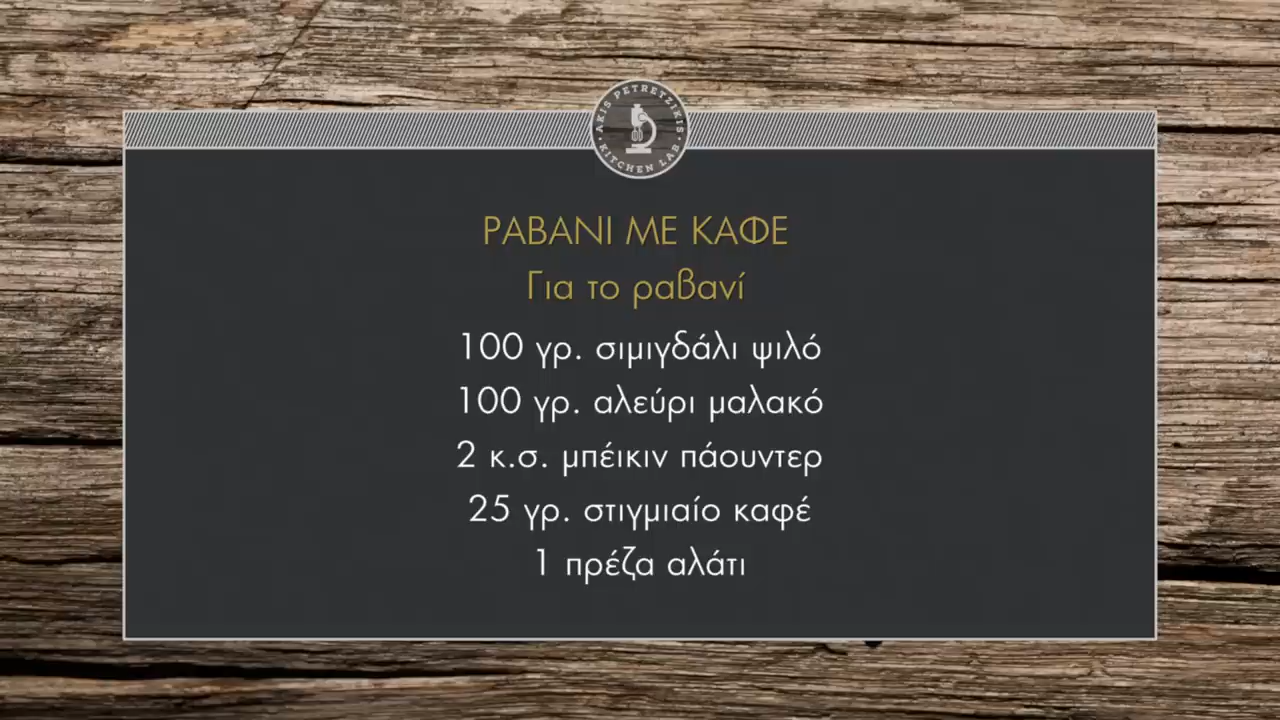 AKIS PETRETZIKIS
KITCHEN LAB
ΡΑΒΑΝΙ ΜΕ ΚΑΦΕ
Για το ραβανί
100 γρ. σιμιγδάλι ψιλό
100 γρ. αλεύρι μαλακό
2 κ.σ. μπέικιν πάουντερ
25 γρ. στιγμιαίο καφέ
1 πρέζα αλάτι